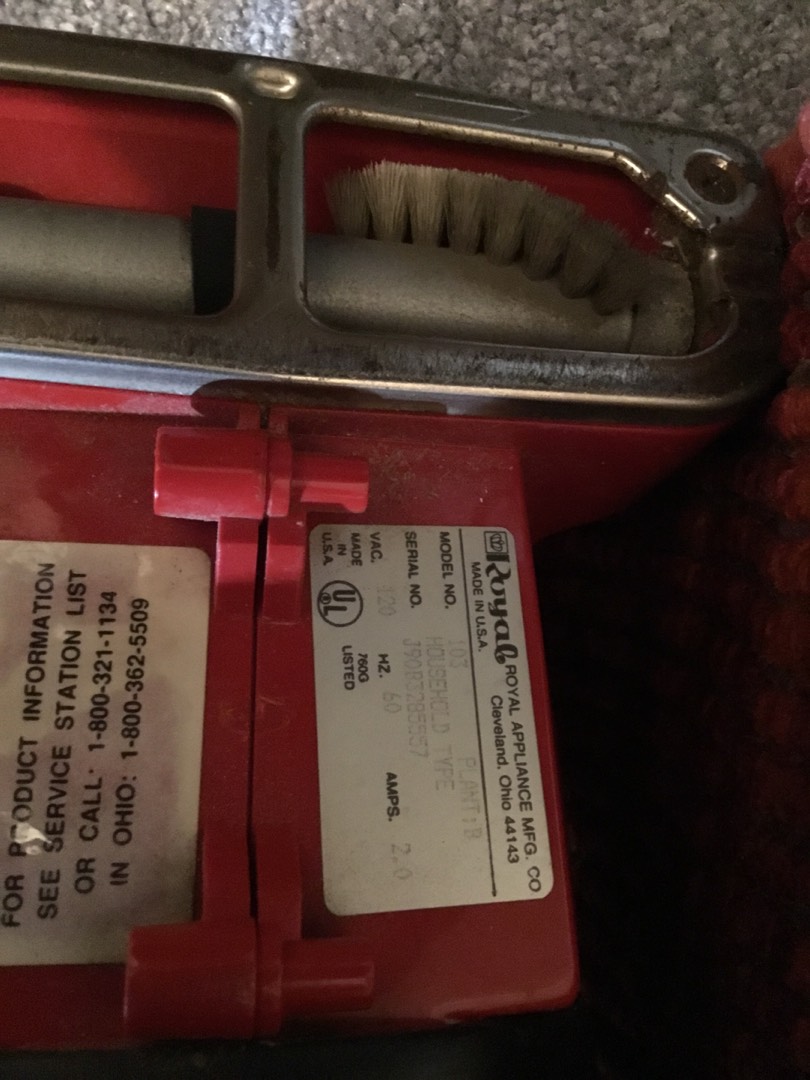 Royal ROYAL APPLIANCE MFG. CO
MADE IN U.S.A. Cleveland, Ohio 44143
MODEL NO. 103 PLANT:B
HOUSEHOLD TYPE
SERIAL NO.
VAC. 120 HZ. 60 AMPS. 2.0
MADE
IN
U.S.A.
UL
760G
LISTED
FOR PRODUCT INFORMATION
SEE SERVICE STATION LIST
OR CALL: 1-800-321-1134
IN OHIO: 1-800-362-5509